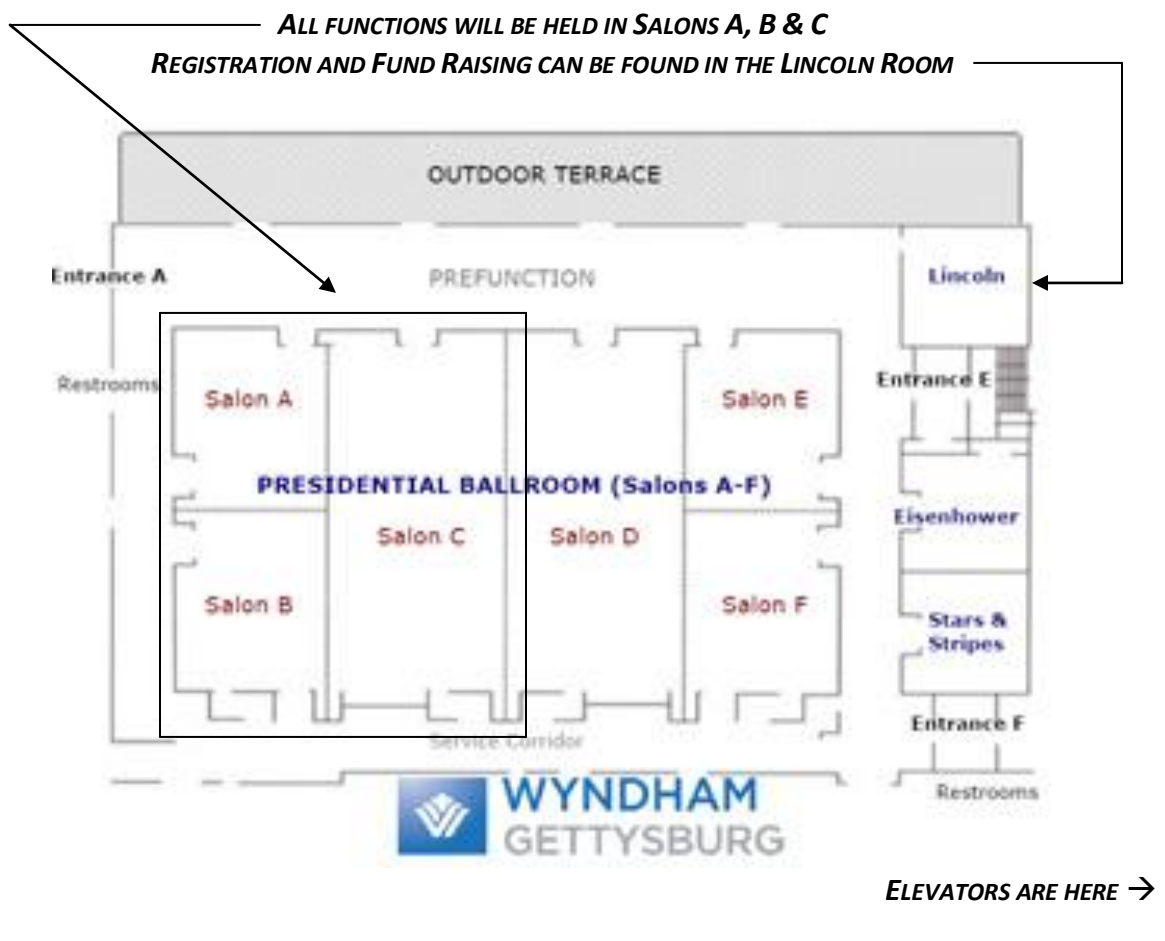 ALL FUNCTIONS WILL BE HELD IN SALONS A, B & C
REGISTRATION AND FUND RAISING CAN BE FOUND IN THE LINCOLN ROOM
OUTDOOR TERRACE
Entrance A
PREFUNCTION
Lincoln
Restrooms
Salon A
Salon E
Entrance E
PRESIDENTIAL BALLROOM (Salons A-F)
Salon C
Salon D
Eisenhower
Salon B
Salon F
Stars &
Stripes
Entrance F
Service Corridor
WYNDHAM
GETTYSBURG
Restrooms
ELEVATORS ARE HERE →